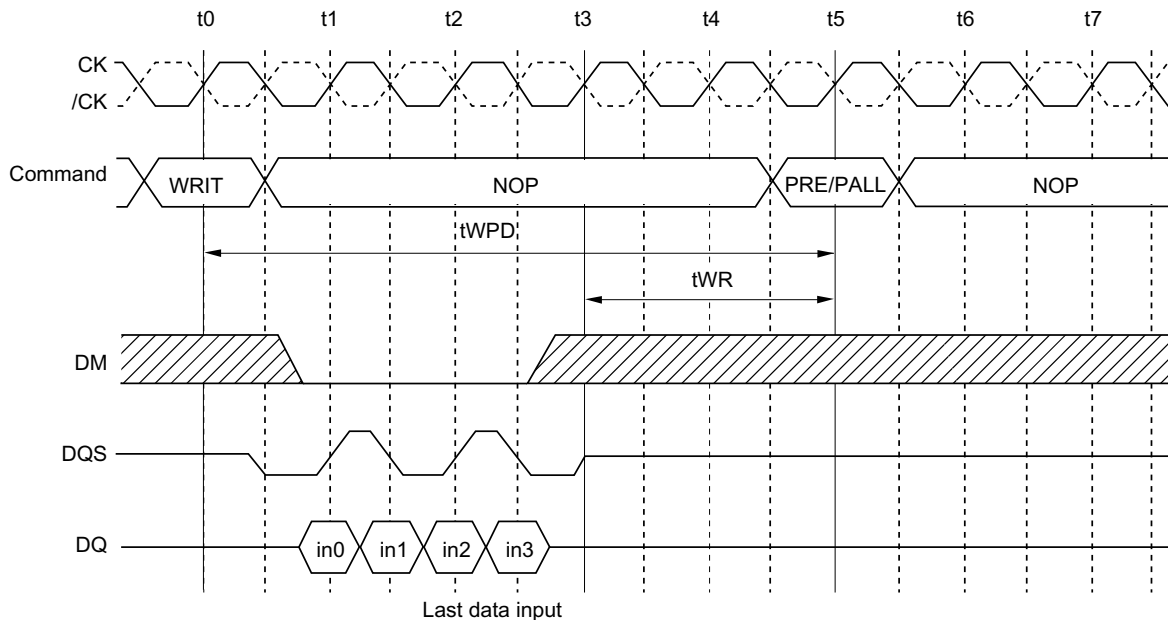 t0 t1 t2 t3 t4 t5 t6 t7
CK
/CK
Command WRIT NOP PRE/PALL NOP
tWPD
tWR
DM
DQS
DQ in0 in1 in2 in3
Last data input